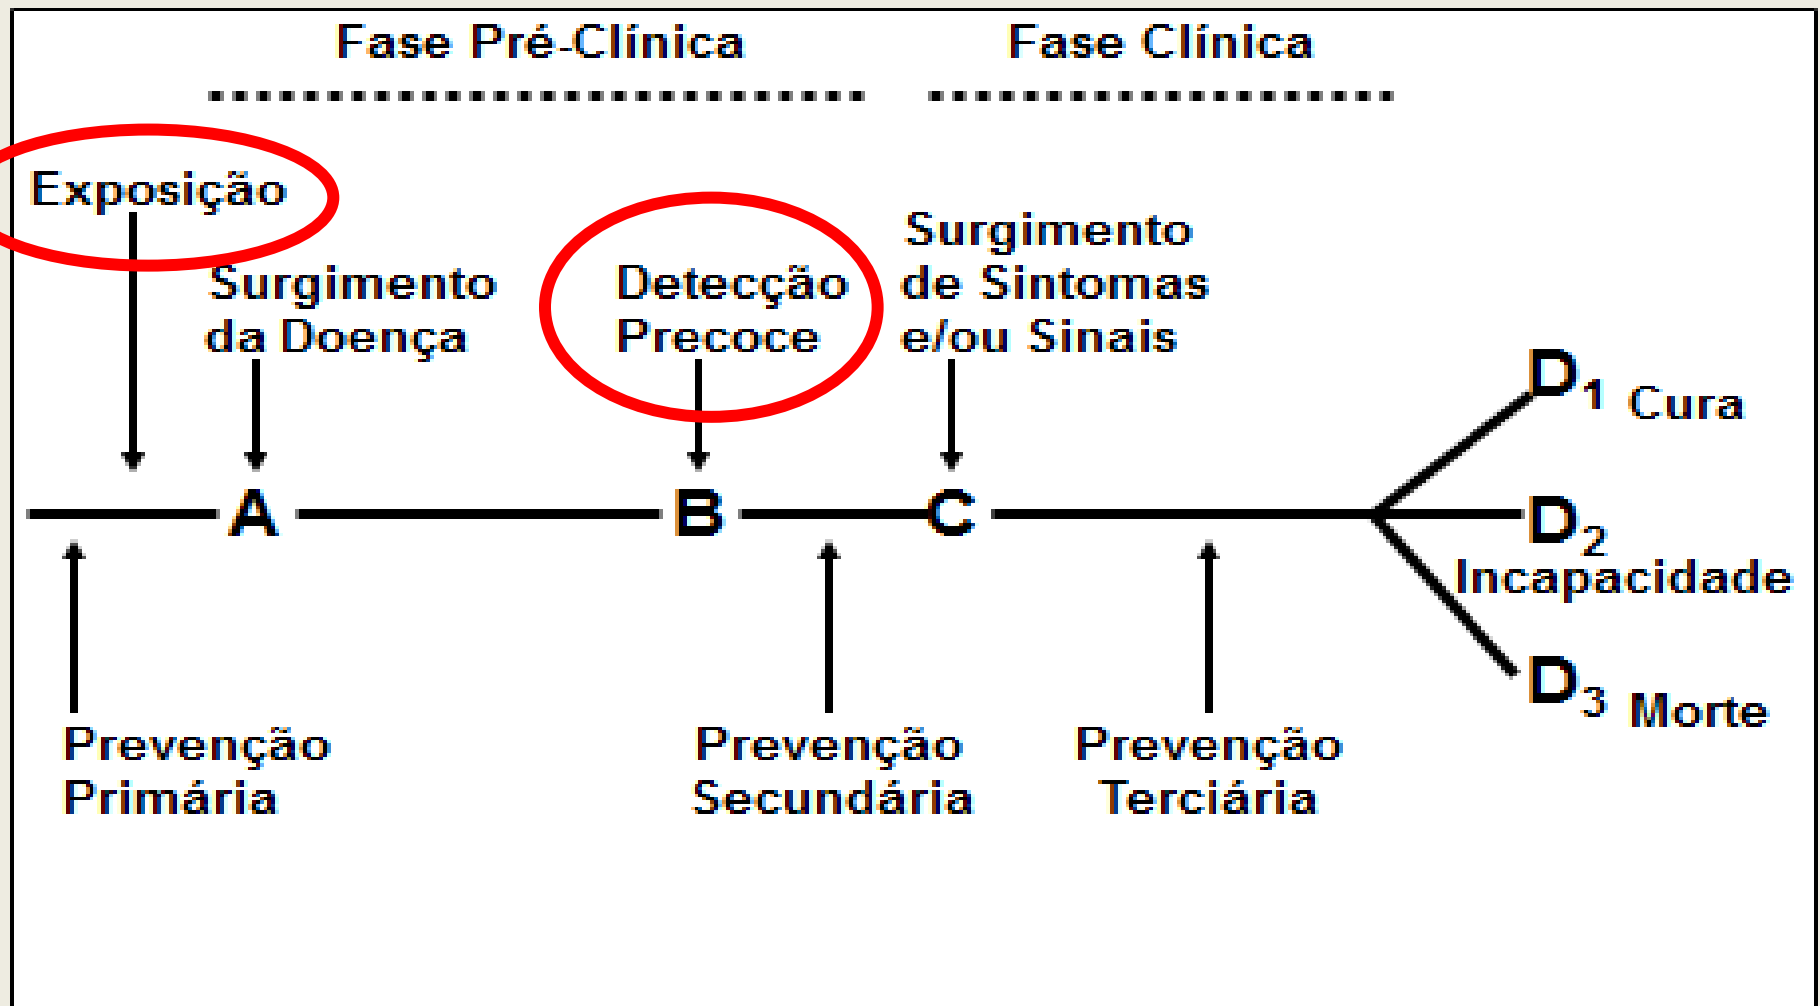 Fase Pré-Clínica
Fase Clínica
Exposição
Surgimento
da Doença
Detecção
Precoce
Surgimento
de Sintomas
e/ou Sinais
A
B
C
D1 Cura
D2
Incapacidade
D3 Morte
Prevenção
Primária
Prevenção
Secundária
Prevenção
Terciária